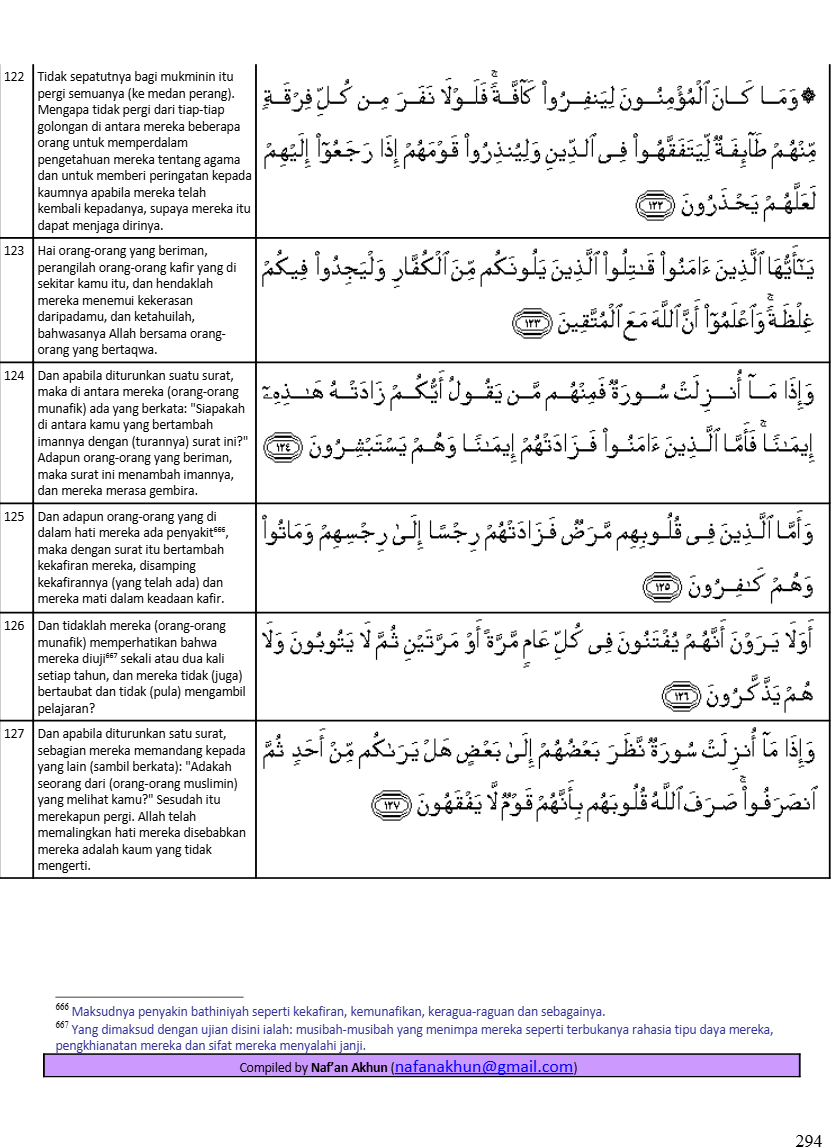 122
Tidak sepatutnya bagi mukminin itu
pergi semuanya (ke medan perang).
Mengapa tidak pergi dari tiap-tiap
golongan di antara mereka beberapa
orang untuk memperdalam
pengetahuan mereka tentang agama
dan untuk memberi peringatan kepada
kaumnya apabila mereka telah
kembali kepadanya, supaya mereka itu
dapat menjaga dirinya.
۞ وَمَا كَانَ ٱلْمُؤْمِنُونَ لِيَنفِرُوا۟ كَآفَّةً ۚ فَلَوْلَا نَفَرَ مِن كُلِّ فِرْقَةٍ
مِّنْهُمْ طَآئِفَةٌ لِّيَتَفَقَّهُوا۟ فِى ٱلدِّينِ وَلِيُنذِرُوا۟ قَوْمَهُمْ إِذَا رَجَعُوٓا۟ إِلَيْهِمْ
لَعَلَّهُمْ يَحْذَرُونَ ١٢٢
123
Hai orang-orang yang beriman,
perangilah orang-orang kafir yang di
sekitar kamu itu, dan hendaklah
mereka menemui kekerasan
daripadamu, dan ketahuilah,
bahwasanya Allah bersama orang-
orang yang bertaqwa.
يَـٰٓأَيُّهَا ٱلَّذِينَ ءَامَنُوا۟ قَـٰتِلُوا۟ ٱلَّذِينَ يَلُونَكُم مِّنَ ٱلْكُفَّارِ وَلْيَجِدُوا۟ فِيكُمْ
غِلْظَةً ۚ وَٱعْلَمُوٓا۟ أَنَّ ٱللَّهَ مَعَ ٱلْمُتَّقِينَ ١٢٣
124
Dan apabila diturunkan suatu surat,
maka di antara mereka (orang-orang
munafik) ada yang berkata: "Siapakah
di antara kamu yang bertambah
imannya dengan (turannya) surat ini?"
Adapun orang-orang yang beriman,
maka surat ini menambah imannya,
dan mereka merasa gembira.
وَإِذَا مَآ أُنزِلَتْ سُورَةٌ فَمِنْهُم مَّن يَقُولُ أَيُّكُمْ زَادَتْهُ هَـٰذِهِۦٓ
إِيمَـٰنًا ۚ فَأَمَّا ٱلَّذِينَ ءَامَنُوا۟ فَزَادَتْهُمْ إِيمَـٰنًا وَهُمْ يَسْتَبْشِرُونَ ١٢٤
125
Dan adapun orang-orang yang di
dalam hati mereka ada penyakit⁶⁶⁶,
maka dengan surat itu bertambah
kekafiran mereka, disamping
kekafirannya (yang telah ada) dan
mereka mati dalam keadaan kafir.
وَأَمَّا ٱلَّذِينَ فِى قُلُوبِهِم مَّرَضٌ فَزَادَتْهُمْ رِجْسًا إِلَىٰ رِجْسِهِمْ وَمَاتُوا۟
وَهُمْ كَـٰفِرُونَ ١٢٥
126
Dan tidaklah mereka (orang-orang
munafik) memperhatikan bahwa
mereka diuji⁶⁶⁷ sekali atau dua kali
setiap tahun, dan mereka tidak (juga)
bertaubat dan tidak (pula) mengambil
pelajaran?
أَوَلَا يَرَوْنَ أَنَّهُمْ يُفْتَنُونَ فِى كُلِّ عَامٍ مَّرَّةً أَوْ مَرَّتَيْنِ ثُمَّ لَا يَتُوبُونَ وَلَا
هُمْ يَذَّكَّرُونَ ١٢٦
127
Dan apabila diturunkan satu surat,
sebagian mereka memandang kepada
yang lain (sambil berkata): "Adakah
seorang dari (orang-orang muslimin)
yang melihat kamu?" Sesudah itu
merekapun pergi. Allah telah
memalingkan hati mereka disebabkan
mereka adalah kaum yang tidak
mengerti.
وَإِذَا مَآ أُنزِلَتْ سُورَةٌ نَّظَرَ بَعْضُهُمْ إِلَىٰ بَعْضٍ هَلْ يَرَىٰكُم مِّنْ أَحَدٍ ثُمَّ
ٱنصَرَفُوا۟ ۚ صَرَفَ ٱللَّهُ قُلُوبَهُم بِأَنَّهُمْ قَوْمٌ لَّا يَفْقَهُونَ ١٢٧
⁶⁶⁶ Maksudnya penyakin bathiniyah seperti kekafiran, kemunafikan, keragua-raguan dan sebagainya.
⁶⁶⁷ Yang dimaksud dengan ujian disini ialah: musibah-musibah yang menimpa mereka seperti terbukanya rahasia tipu daya mereka,
pengkhianatan mereka dan sifat mereka menyalahi janji.
Compiled by Naf’an Akhun (nafanakhun@gmail.com)
294